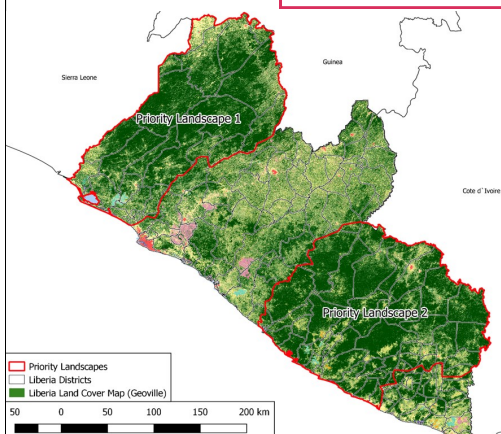 Guinea
Sierra Leone
Priority Landscape 1
Cote d`Ivoire
Priority Landscape 2
Priority Landscapes
Liberia Districts
Liberia Land Cover Map (Geoville)
50 0 50 100 150 200 km